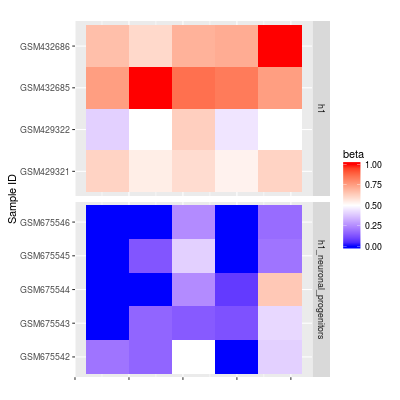 GSM432686
GSM432685
GSM429322
GSM429321
h1
GSM675546
GSM675545
GSM675544
GSM675543
GSM675542
h1_neuronal_progenitors
Sample ID
beta
1.00
0.75
0.50
0.25
0.00